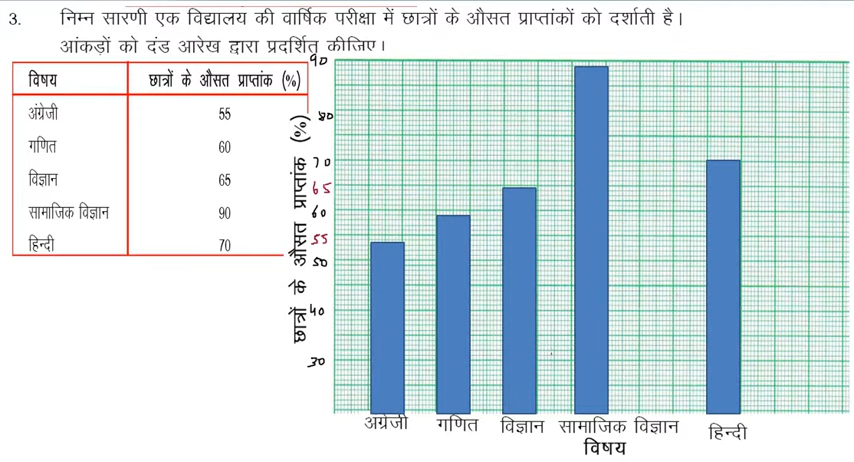 3. निम्न सारणी एक विद्यालय की वार्षिक परीक्षा में छात्रों के औसत प्राप्तांकों को दर्शाती है।
आंकड़ों को दंड आरेख द्वारा प्रदर्शित कीजिए।
विषय छात्रों के औसत प्राप्तांक (%)
अंग्रेजी 55
गणित 60
विज्ञान 65
सामाजिक विज्ञान 90
हिन्दी 70
छात्रों के औसत प्राप्तांक (%)
90
80
70
65
60
55
50
40
30
अग्रेजी गणित विज्ञान सामाजिक विज्ञान हिन्दी
विषय